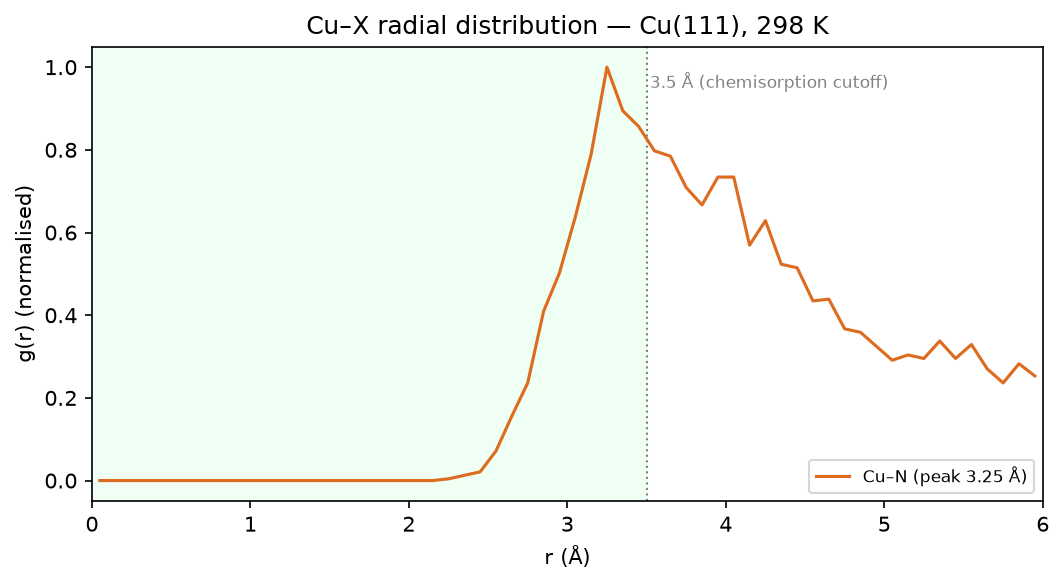 Cu–X radial distribution — Cu(111), 298 K
3.5 Å (chemisorption cutoff)
g(r) (normalised)
1.0
0.8
0.6
0.4
0.2
0.0
Cu–N (peak 3.25 Å)
0 1 2 3 4 5 6
r (Å)